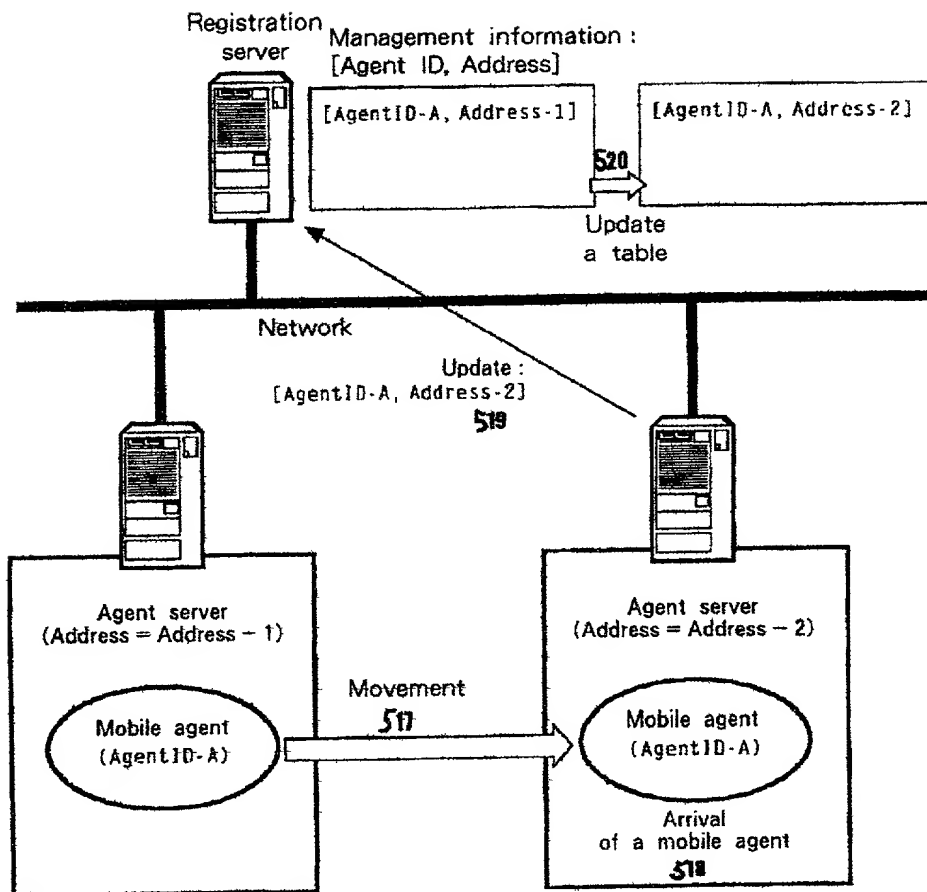 Registration
server
Management information :
[Agent ID, Address]
[AgentID-A, Address-1]
[AgentID-A, Address-2]
520
Update
a table
Network
Update :
[AgentID-A, Address-2]
519
Agent server
(Address = Address - 1)
Agent server
(Address = Address - 2)
Movement
517
Mobile agent
(AgentID-A)
Mobile agent
(AgentID-A)
Arrival
of a mobile agent
518